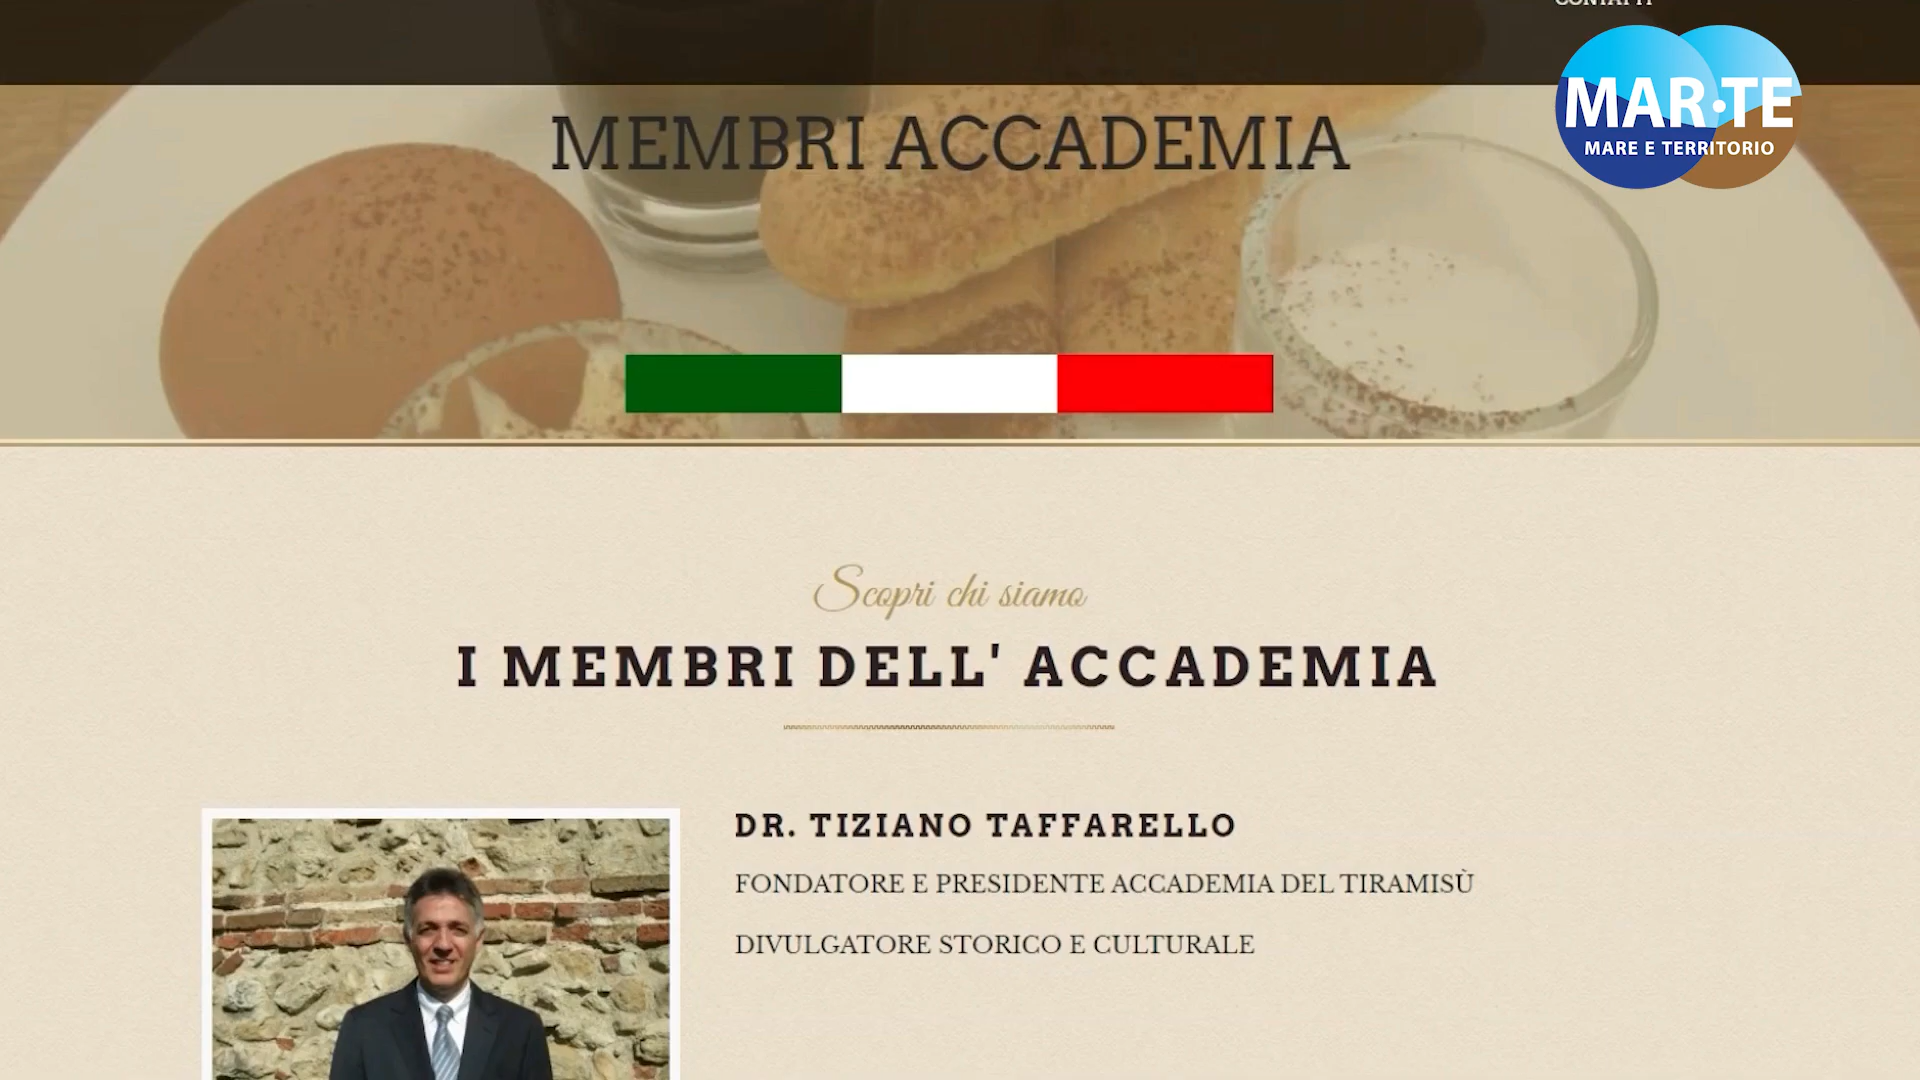 CONTATTI
MAR·TE
MARE E TERRITORIO
MEMBRI ACCADEMIA
Scopri chi siamo
I MEMBRI DELL' ACCADEMIA
DR. TIZIANO TAFFARELLO
FONDATORE E PRESIDENTE ACCADEMIA DEL TIRAMISÙ
DIVULGATORE STORICO E CULTURALE